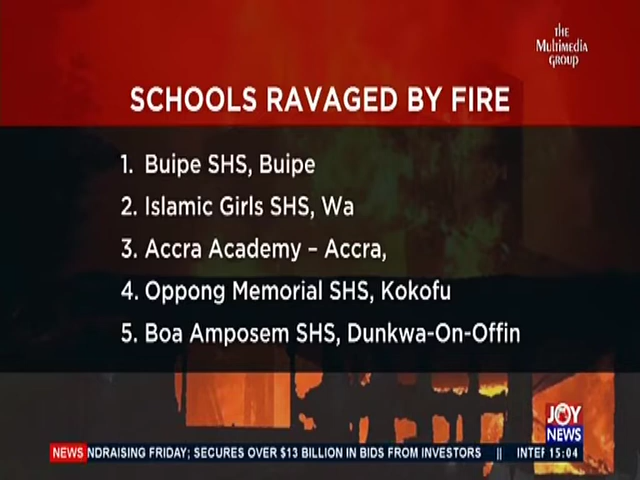 THE
Multimedia
GROUP
SCHOOLS RAVAGED BY FIRE
1. Buipe SHS, Buipe
2. Islamic Girls SHS, Wa
3. Accra Academy – Accra,
4. Oppong Memorial SHS, Kokofu
5. Boa Amposem SHS, Dunkwa-On-Offin
JOY
NEWS
NEWS NDRAISING FRIDAY; SECURES OVER $13 BILLION IN BIDS FROM INVESTORS || INTER 15:04